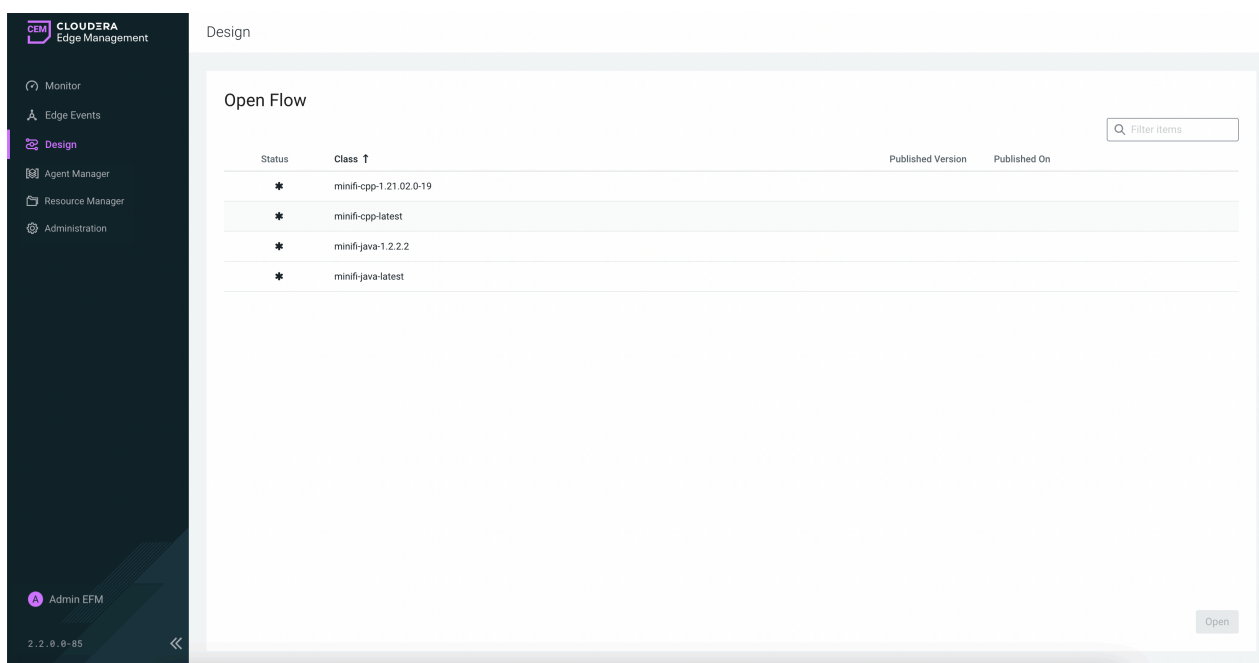 CEM CLOUDERA
Edge Management
Design
Monitor
Edge Events
Design
Agent Manager
Resource Manager
Administration
Open Flow
Filter items
Status Class ↑ Published Version Published On
✱ minifi-cpp-1.21.02.0-19
✱ minifi-cpp-latest
✱ minifi-java-1.2.2.2
✱ minifi-java-latest
A Admin EFM
Open
2.2.0.0-85